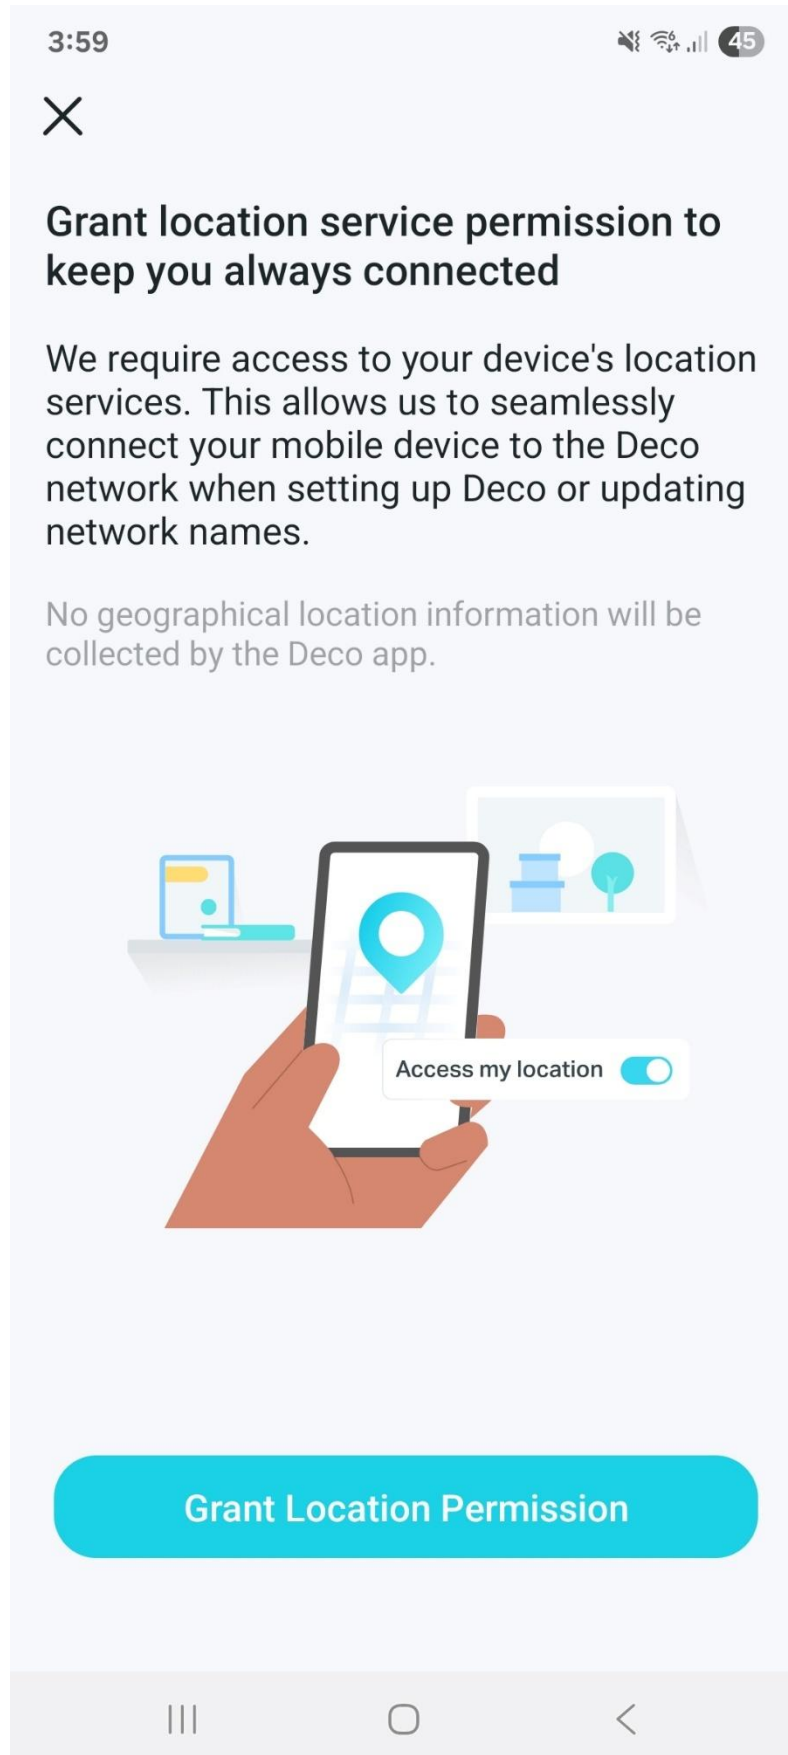 3:59
45
Grant location service permission to
keep you always connected
We require access to your device's location
services. This allows us to seamlessly
connect your mobile device to the Deco
network when setting up Deco or updating
network names.
No geographical location information will be
collected by the Deco app.
Access my location
Grant Location Permission